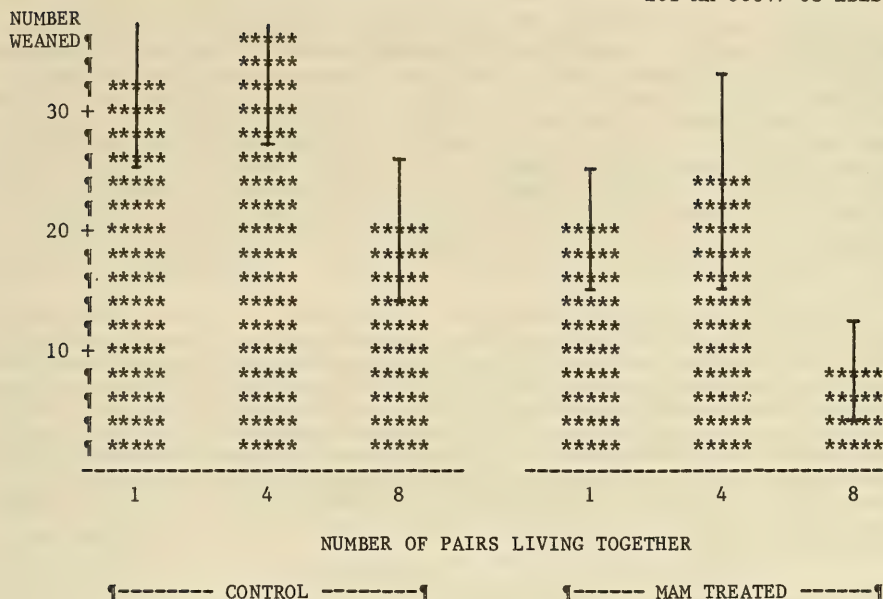 NUMBER
WEANED
30 +
20 +
10 +
1 4 8 1 4 8
NUMBER OF PAIRS LIVING TOGETHER
¶-------- CONTROL --------¶ ¶------ MAM TREATED ------¶